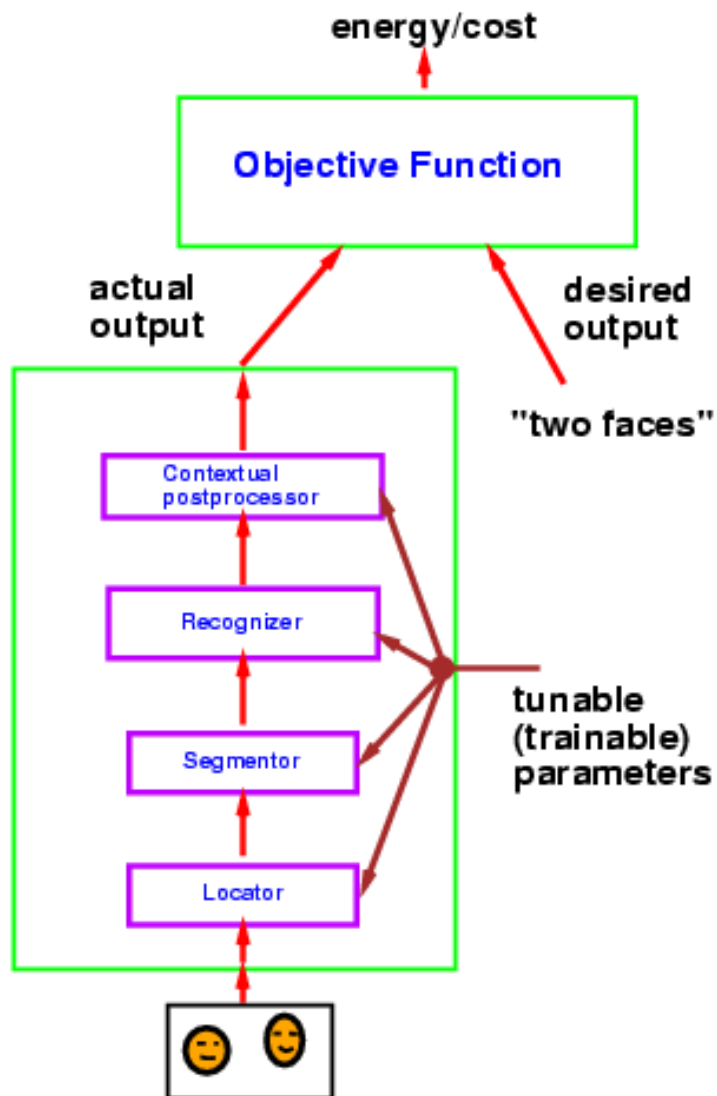 energy/cost
Objective Function
actual
output
desired
output
"two faces"
Contextual
postprocessor
Recognizer
tunable
(trainable)
parameters
Segmentor
Locator